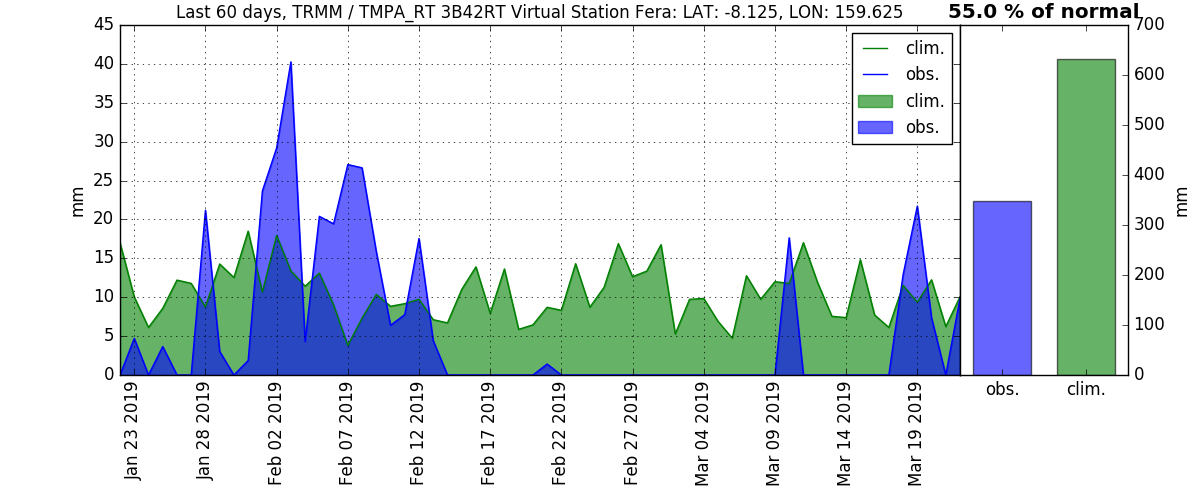 Last 60 days, TRMM / TMPA_RT 3B42RT Virtual Station Fera: LAT: -8.125, LON: 159.625
55.0 % of normal
45
40
35
30
25
20
15
10
5
0
mm
clim.
obs.
clim.
obs.
700
600
500
400
300
200
100
0
mm
obs.
clim.
Jan 23 2019
Jan 28 2019
Feb 02 2019
Feb 07 2019
Feb 12 2019
Feb 17 2019
Feb 22 2019
Feb 27 2019
Mar 04 2019
Mar 09 2019
Mar 14 2019
Mar 19 2019